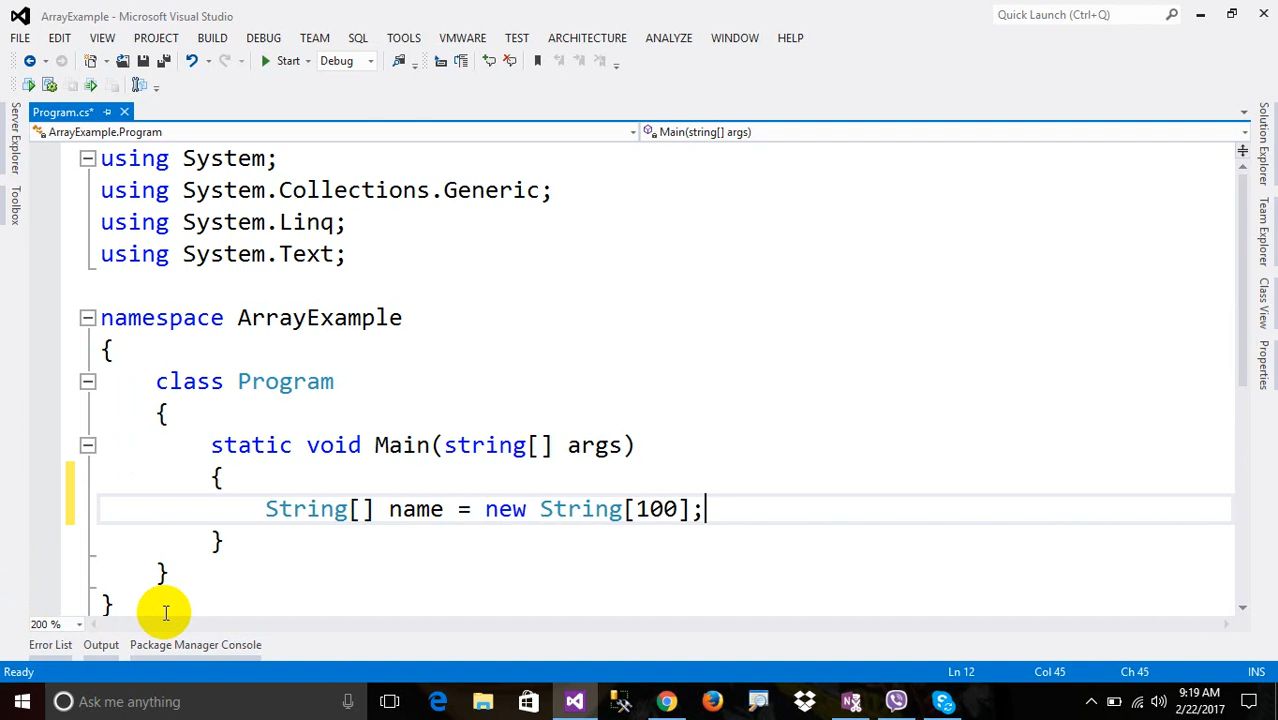 ArrayExample - Microsoft Visual Studio
Quick Launch (Ctrl+Q)
FILE EDIT VIEW PROJECT BUILD DEBUG TEAM SQL TOOLS VMWARE TEST ARCHITECTURE ANALYZE WINDOW HELP
Start Debug
Program.cs*
ArrayExample.Program
Main(string[] args)
Server Explorer
Toolbox
using System;
using System.Collections.Generic;
using System.Linq;
using System.Text;
namespace ArrayExample
{
class Program
{
static void Main(string[] args)
{
String[] name = new String[100];
}
}
}
Solution Explorer
Team Explorer
Class View
Properties
200 %
Error List Output Package Manager Console
Ready Ln 12 Col 45 Ch 45 INS
Ask me anything
9:19 AM
2/22/2017